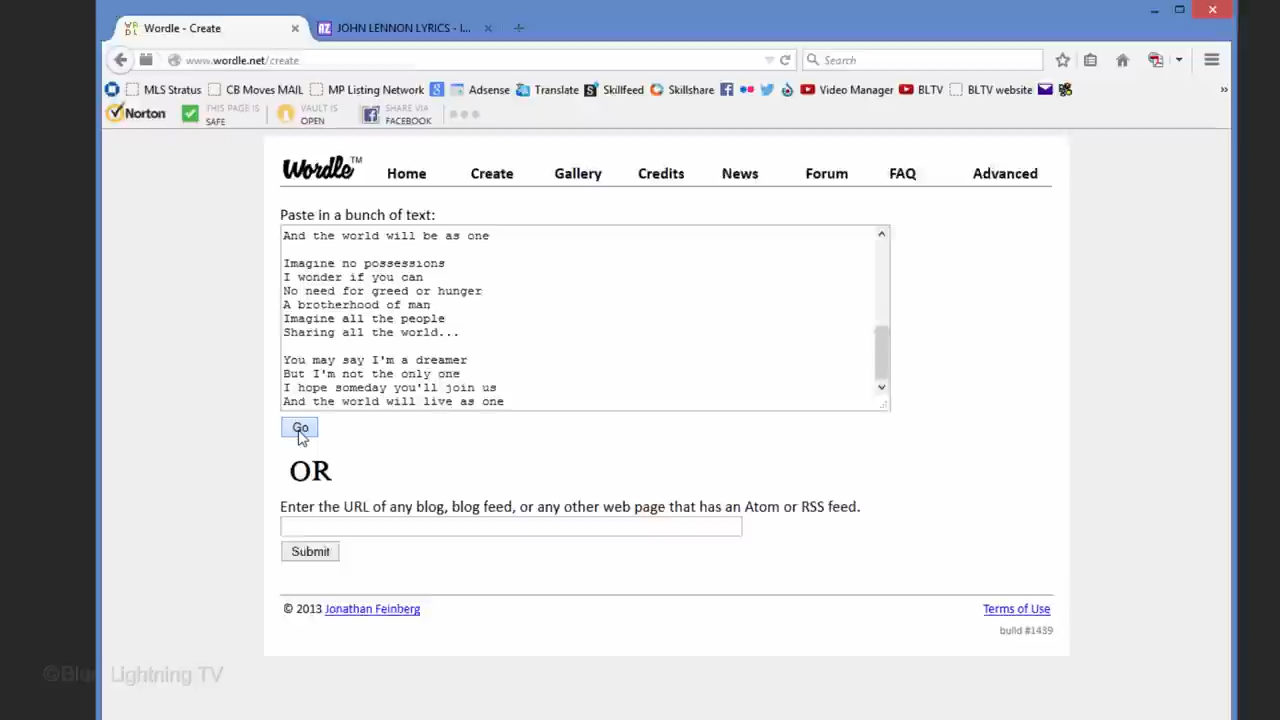 Wordle - Create
JOHN LENNON LYRICS - I...
www.wordle.net/create
Search
MLS Stratus
CB Moves MAIL
MP Listing Network
Adsense
Translate
Skillfeed
Skillshare
Video Manager
BLTV
BLTV website
Norton
THIS PAGE IS
SAFE
VAULT IS
OPEN
SHARE VIA
FACEBOOK
Wordle™
Home
Create
Gallery
Credits
News
Forum
FAQ
Advanced
Paste in a bunch of text:
And the world will be as one
Imagine no possessions
I wonder if you can
No need for greed or hunger
A brotherhood of man
Imagine all the people
Sharing all the world...
You may say I'm a dreamer
But I'm not the only one
I hope someday you'll join us
And the world will live as one
Go
OR
Enter the URL of any blog, blog feed, or any other web page that has an Atom or RSS feed.
Submit
© 2013 Jonathan Feinberg
Terms of Use
build #1439
©Blue Lightning TV